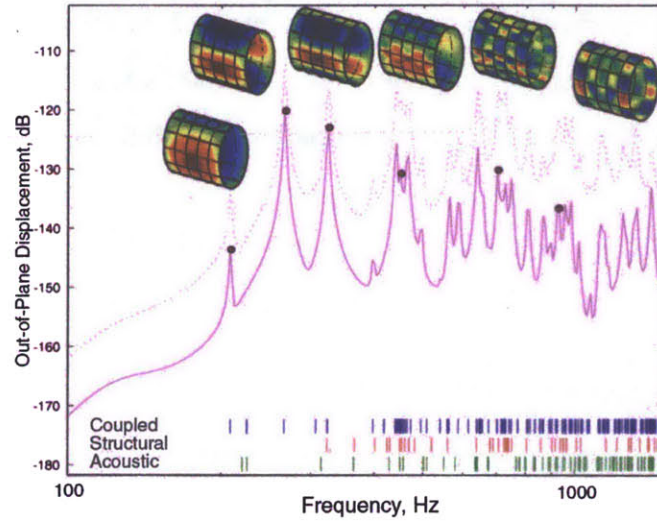 -110
-120
-130
-140
-150
-160
-170
-180
Out-of-Plane Displacement, dB
Coupled
Structural
Acoustic
100
1000
Frequency, Hz